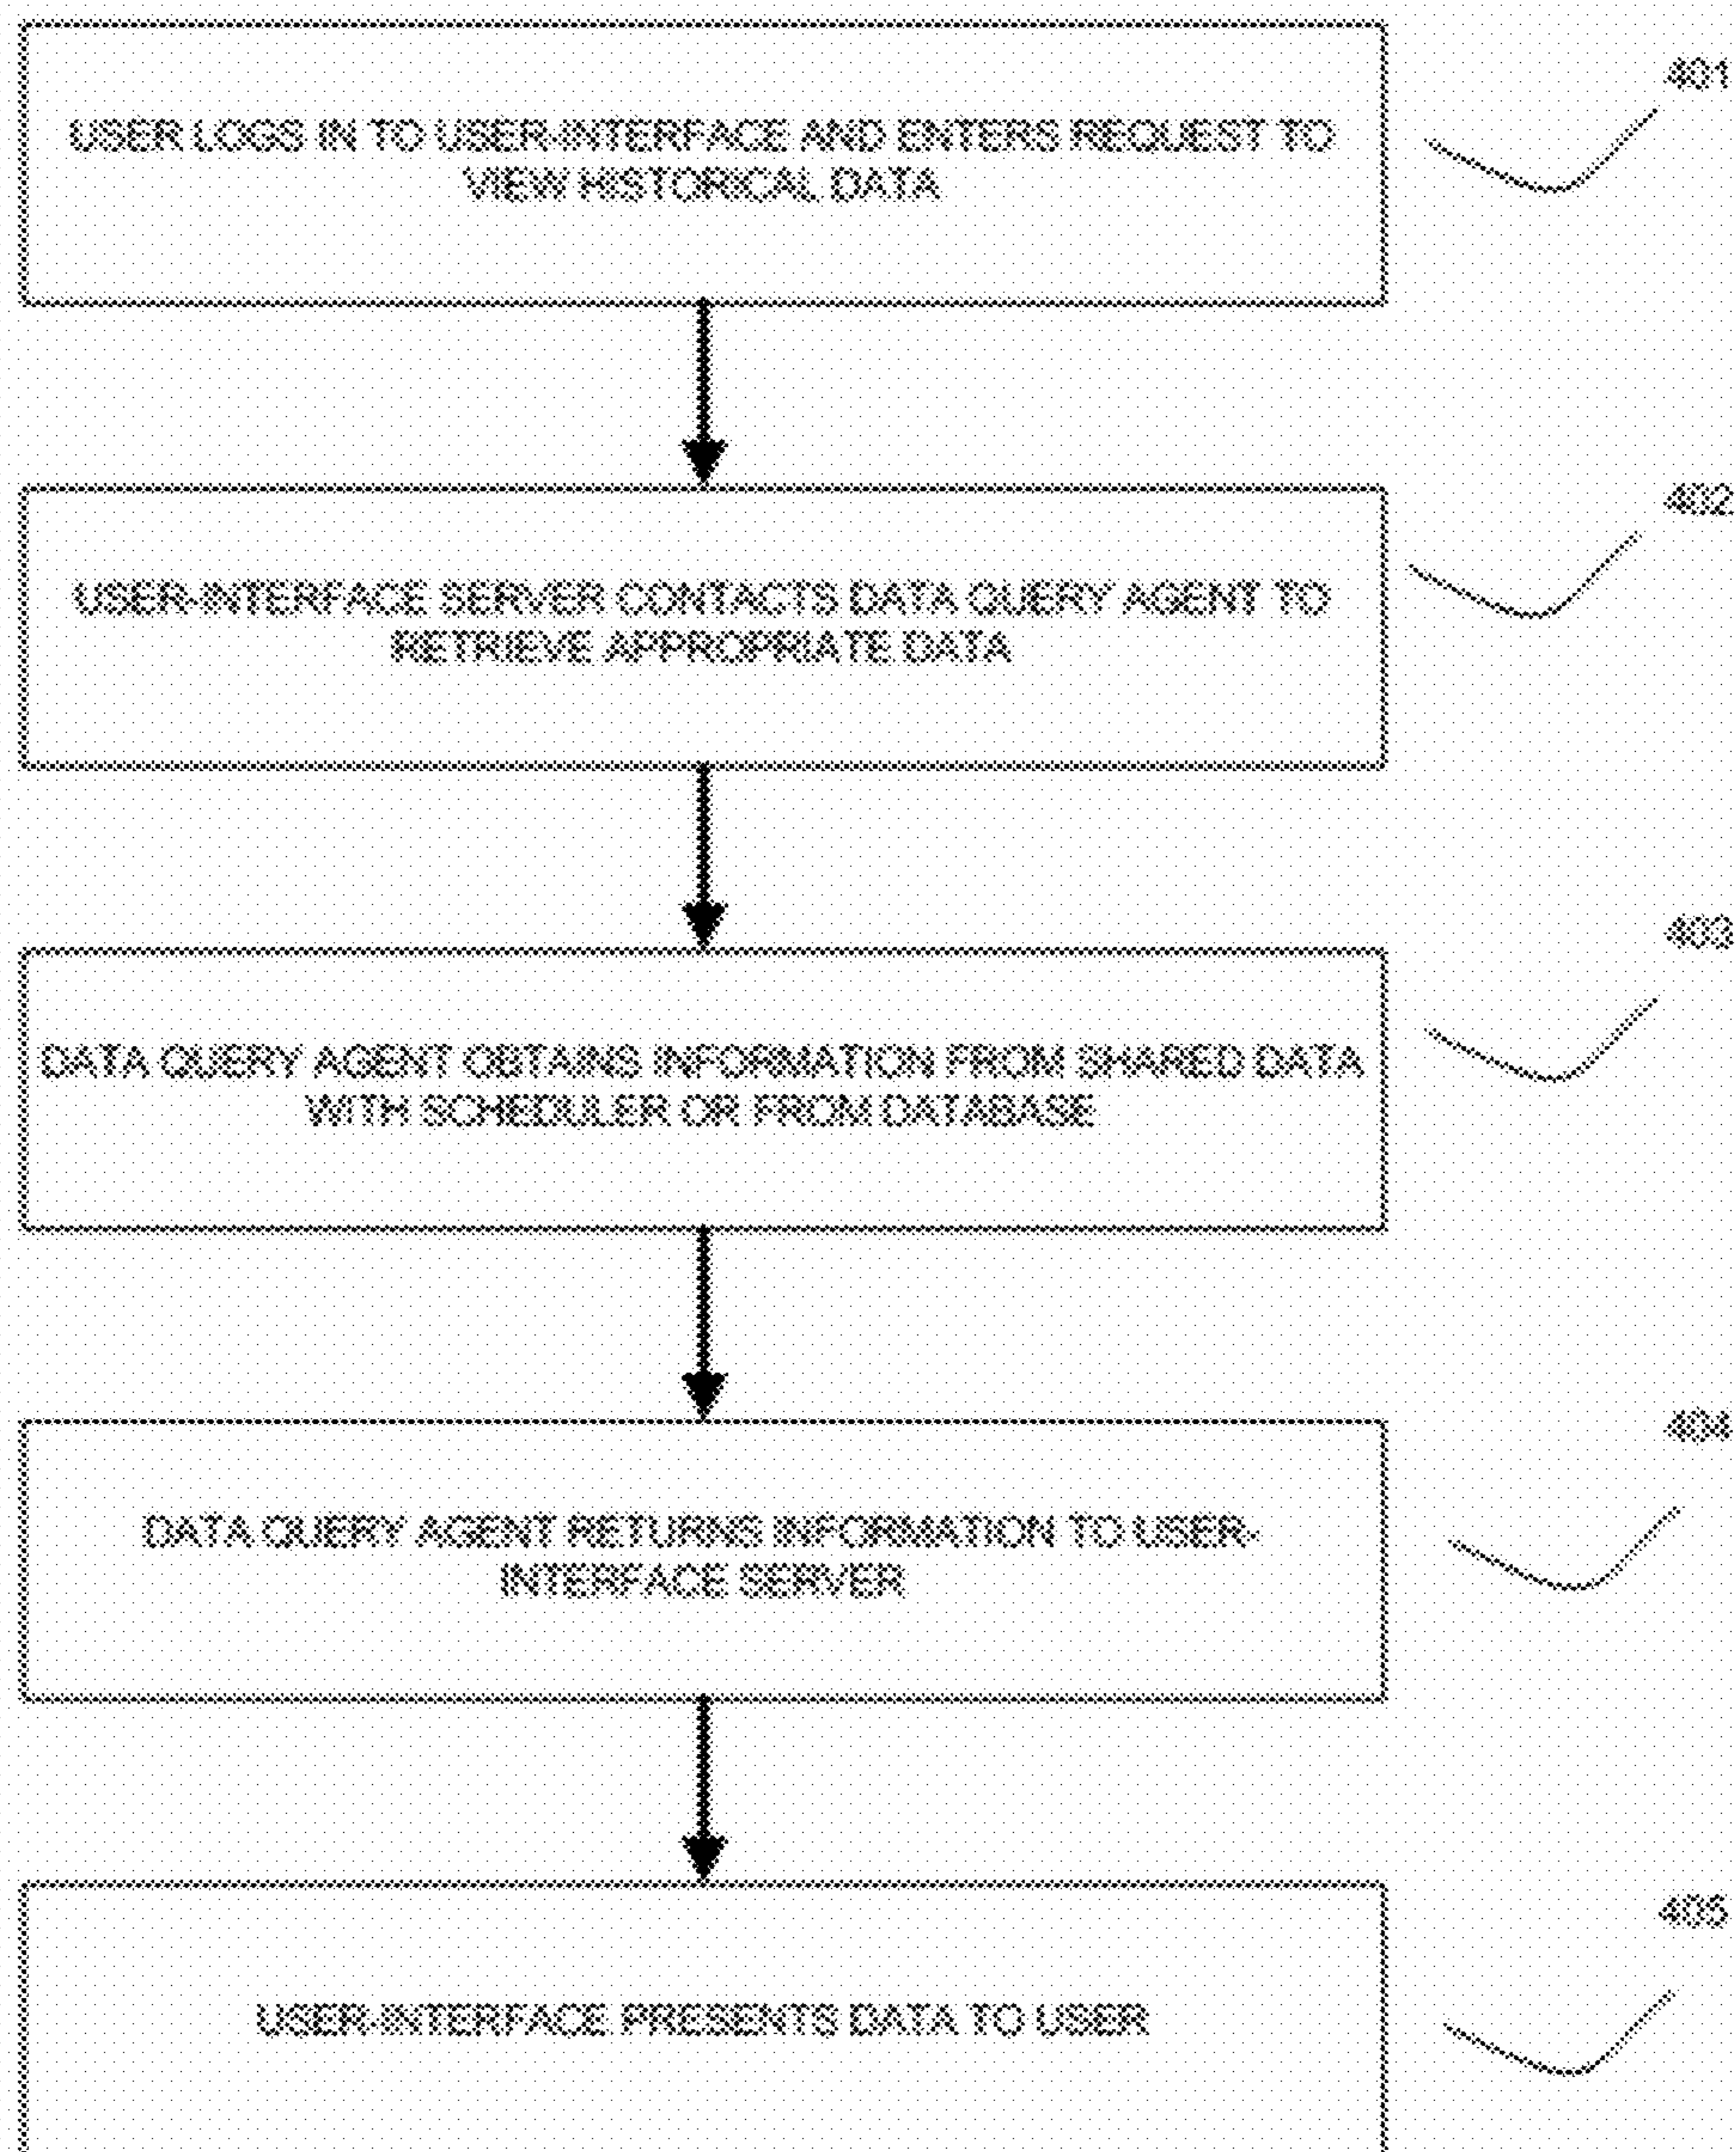 401
USER LOGS IN TO USER-INTERFACE AND ENTERS REQUEST TO
VIEW HISTORICAL DATA
402
USER-INTERFACE SERVER CONTACTS DATA QUERY AGENT TO
RETRIEVE APPROPRIATE DATA
403
DATA QUERY AGENT OBTAINS INFORMATION FROM SHARED DATA
WITH SCHEDULER OR FROM DATABASE
404
DATA QUERY AGENT RETURNS INFORMATION TO USER-
INTERFACE SERVER
405
USER-INTERFACE PRESENTS DATA TO USER